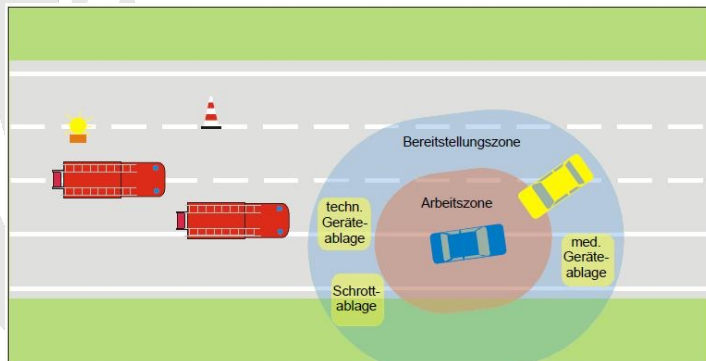 Bereitstellungszone
Arbeitszone
techn.
Geräte-
ablage
med.
Geräte-
ablage
Schrott-
ablage